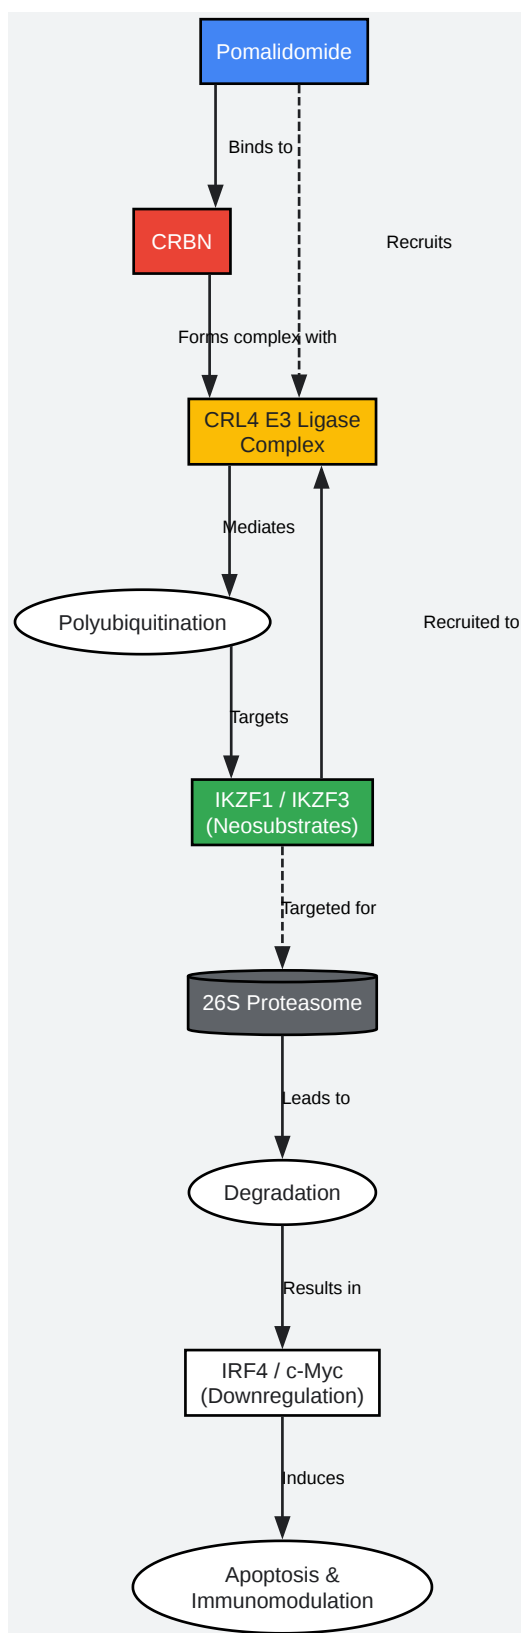 Pomalidomide
Binds to
CRBN
Recruits
Forms complex with
CRL4 E3 Ligase
Complex
Mediates
Polyubiquitination
Recruited to
Targets
IKZF1 / IKZF3
(Neosubstrates)
Targeted for
26S Proteasome
Leads to
Degradation
Results in
IRF4 / c-Myc
(Downregulation)
Induces
Apoptosis &
Immunomodulation